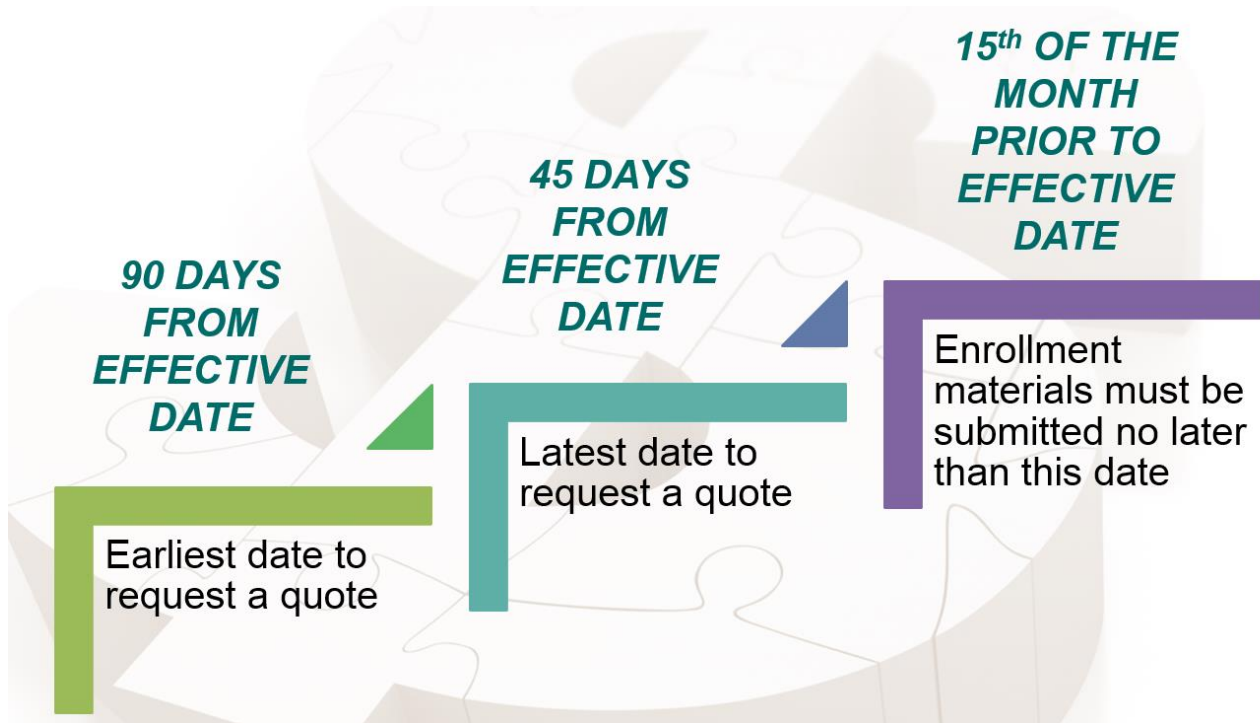 90 DAYS
FROM
EFFECTIVE
DATE
Earliest date to
request a quote
45 DAYS
FROM
EFFECTIVE
DATE
Latest date to
request a quote
15th OF THE
MONTH
PRIOR TO
EFFECTIVE
DATE
Enrollment
materials must be
submitted no later
than this date